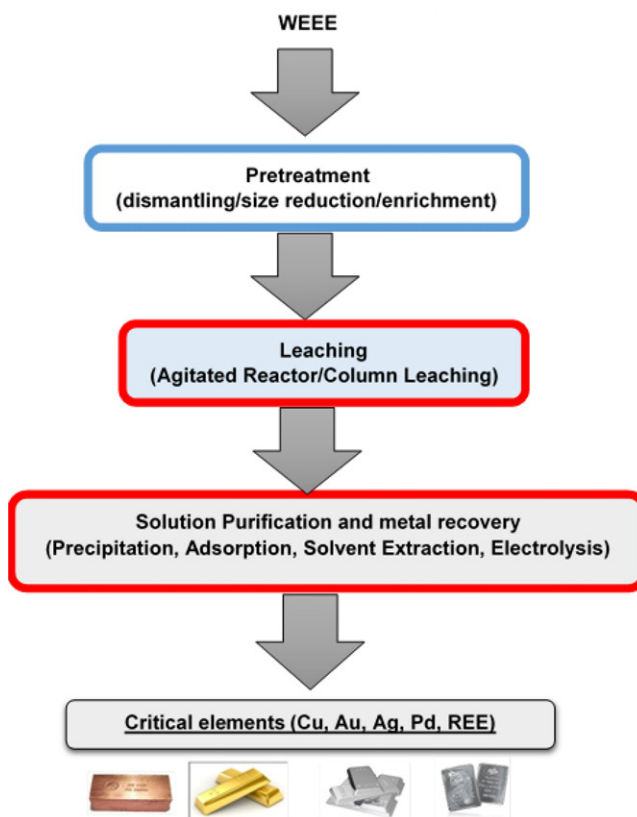 WEEE
Pretreatment
(dismantling/size reduction/enrichment)
Leaching
(Agitated Reactor/Column Leaching)
Solution Purification and metal recovery
(Precipitation, Adsorption, Solvent Extraction, Electrolysis)
Critical elements (Cu, Au, Ag, Pd, REE)